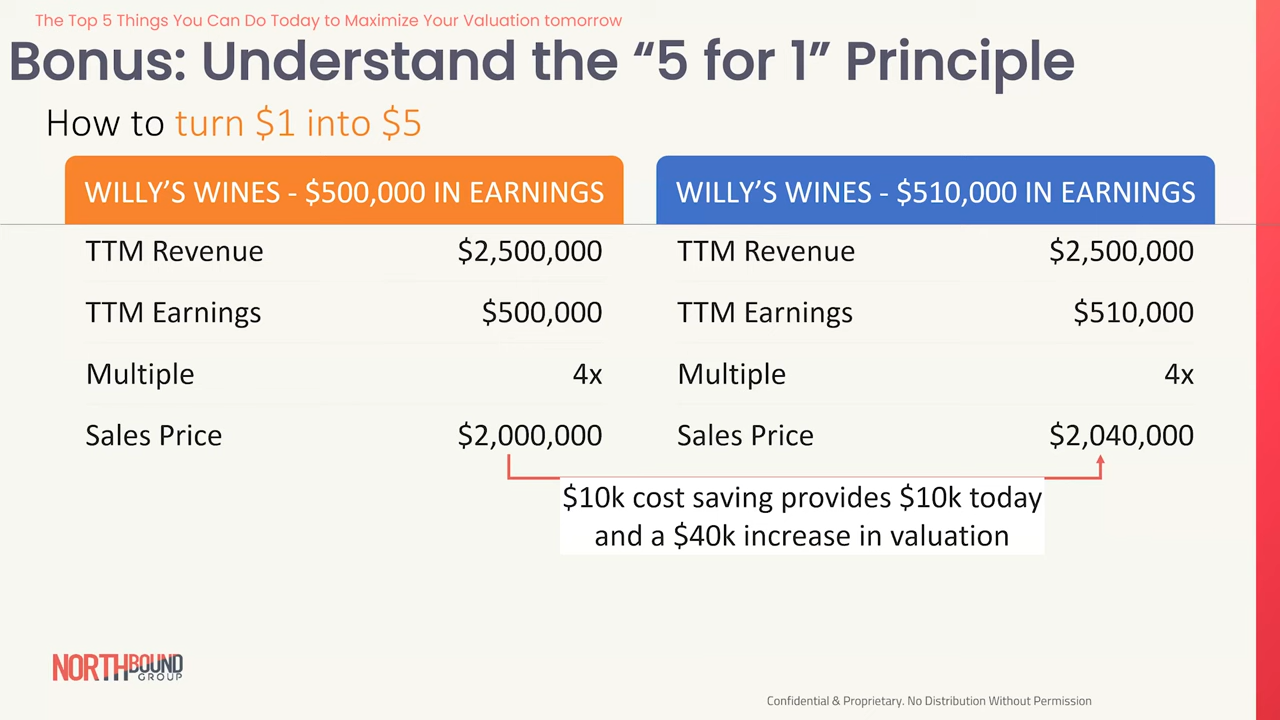 The Top 5 Things You Can Do Today to Maximize Your Valuation tomorrow
Bonus: Understand the “5 for 1” Principle
How to turn $1 into $5
WILLY’S WINES - $500,000 IN EARNINGS
TTM Revenue $2,500,000
TTM Earnings $500,000
Multiple 4x
Sales Price $2,000,000
WILLY’S WINES - $510,000 IN EARNINGS
TTM Revenue $2,500,000
TTM Earnings $510,000
Multiple 4x
Sales Price $2,040,000
$10k cost saving provides $10k today
and a $40k increase in valuation
NORTHBOUND
GROUP
Confidential & Proprietary. No Distribution Without Permission